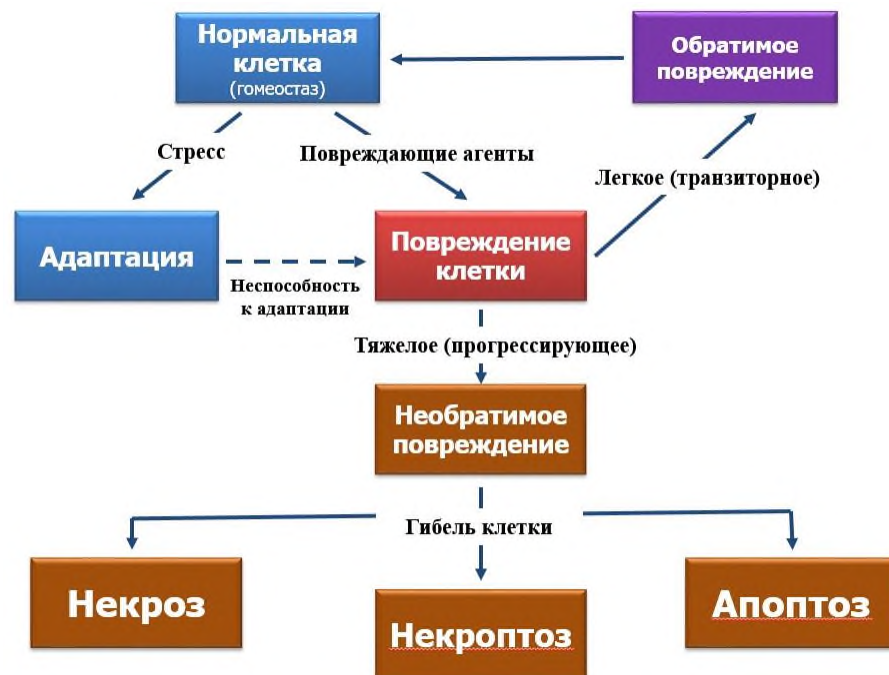 Нормальная
клетка
(гомеостаз)
Обратимое
повреждение
Стресс
Повреждающие агенты
Легкое (транзиторное)
Адаптация
Неспособность
к адаптации
Повреждение
клетки
Тяжелое (прогрессирующее)
Необратимое
повреждение
Гибель клетки
Некроз
Некроптоз
Апоптоз